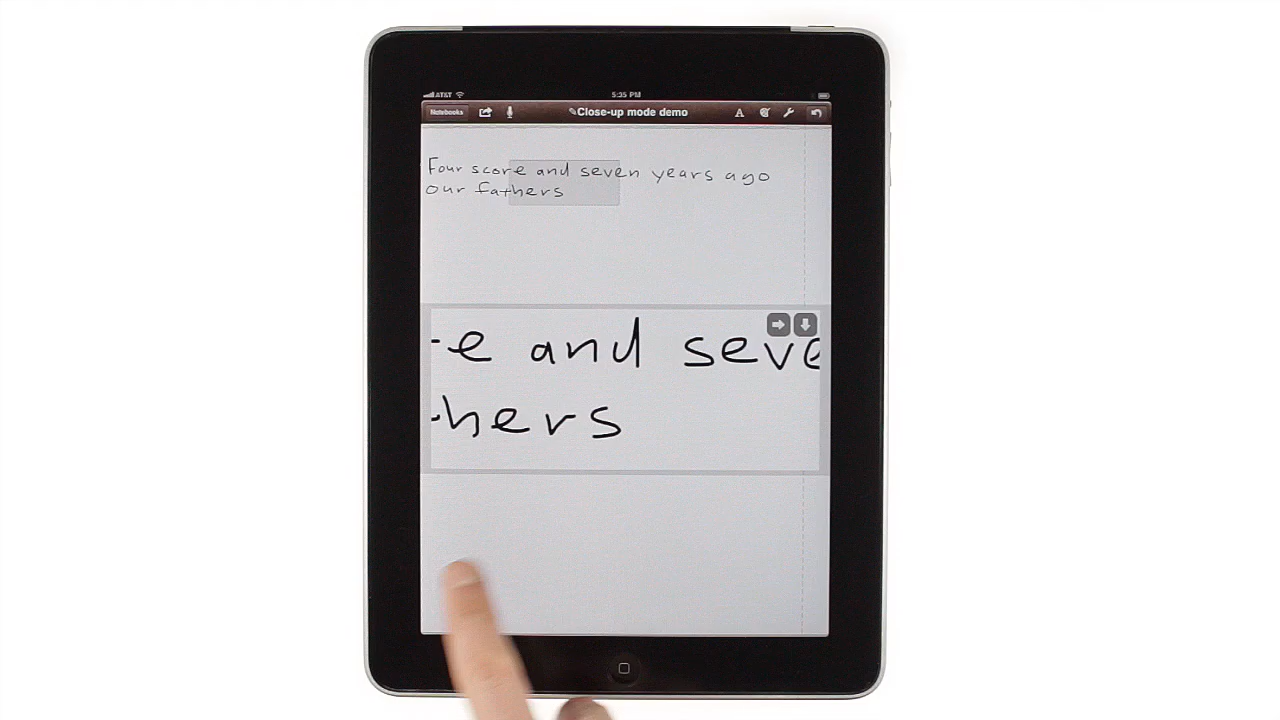 AT&T 5:35 PM
Notebooks ✎Close-up mode demo A
Four score and seven years ago
our fathers
-e and seve
hers